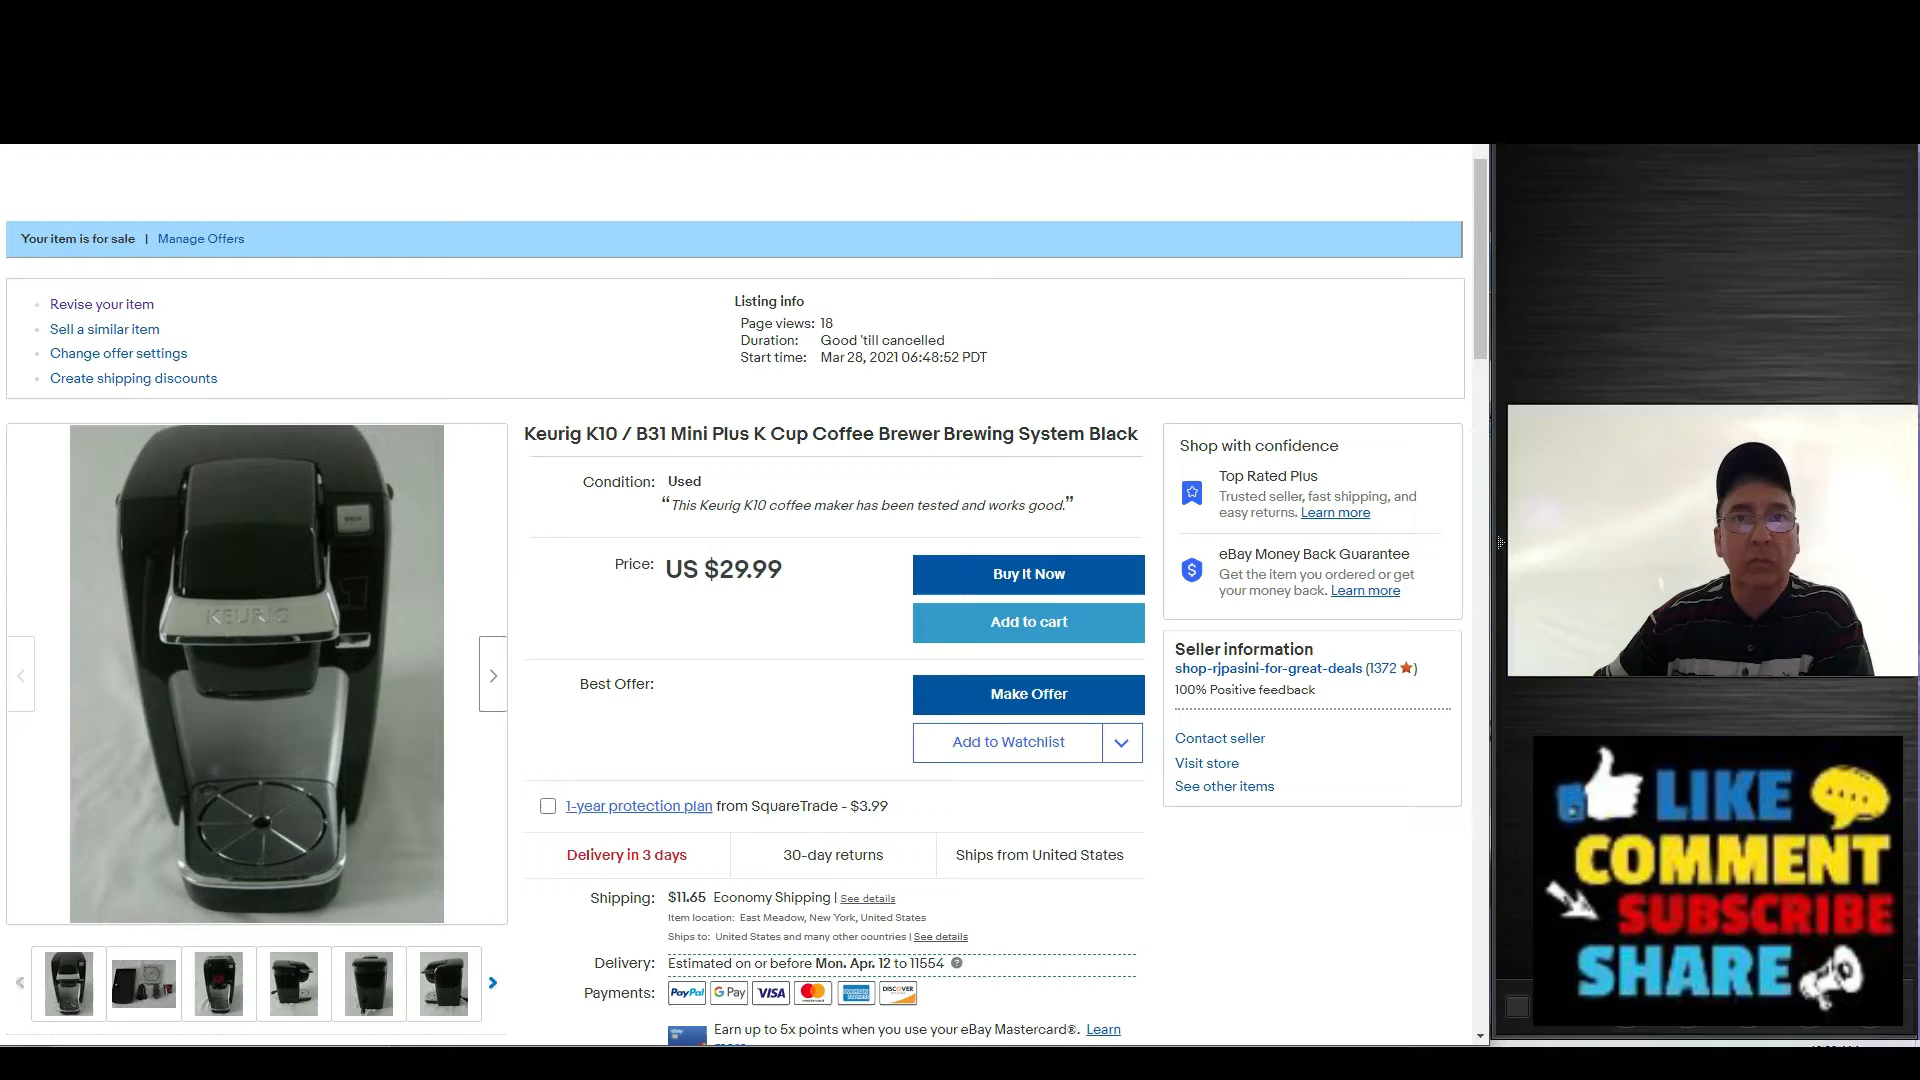 Your item is for sale | Manage Offers
Revise your item
Sell a similar item
Change offer settings
Create shipping discounts
Listing info
Page views: 18
Duration: Good 'till cancelled
Start time: Mar 28, 2021 06:48:52 PDT
KEURIG
Keurig K10 / B31 Mini Plus K Cup Coffee Brewer Brewing System Black
Condition: Used
“This Keurig K10 coffee maker has been tested and works good.”
Price: US $29.99
Buy It Now
Add to cart
Best Offer:
Make Offer
Add to Watchlist
1-year protection plan from SquareTrade - $3.99
Delivery in 3 days
30-day returns
Ships from United States
Shipping: $11.65 Economy Shipping | See details
Item location: East Meadow, New York, United States
Ships to: United States and many other countries | See details
Delivery: Estimated on or before Mon. Apr. 12 to 11554
Payments: PayPal G Pay VISA mastercard AMERICAN EXPRESS DISCOVER
Earn up to 5x points when you use your eBay Mastercard®. Learn
Shop with confidence
Top Rated Plus
Trusted seller, fast shipping, and
easy returns. Learn more
eBay Money Back Guarantee
Get the item you ordered or get
your money back. Learn more
Seller information
shop-rjpasini-for-great-deals (1372)
100% Positive feedback
Contact seller
Visit store
See other items
LIKE
COMMENT
SUBSCRIBE
SHARE